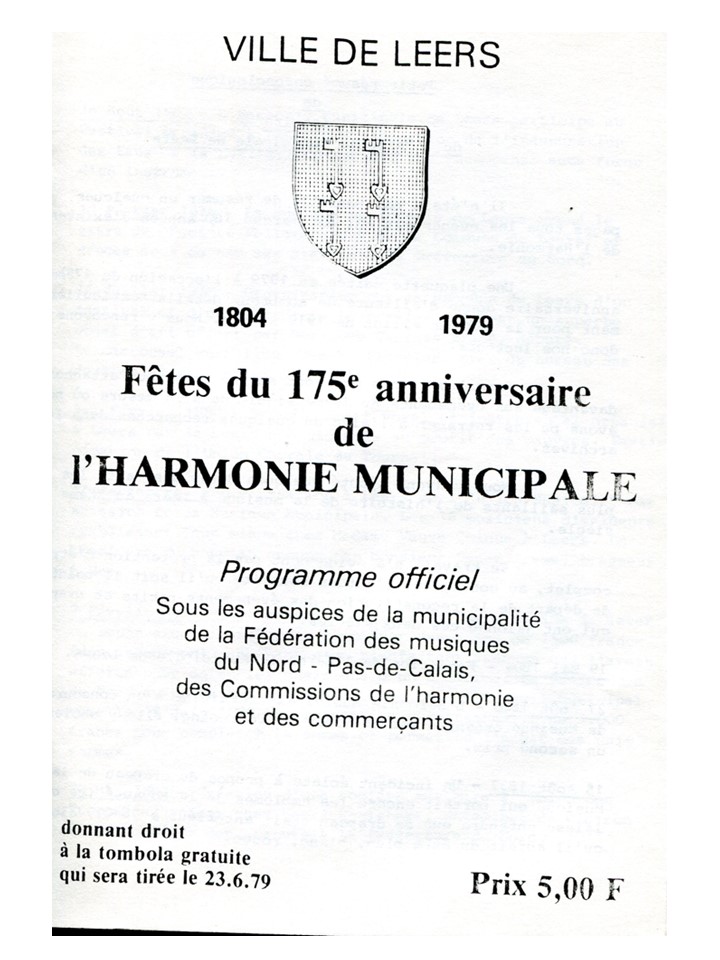 VILLE DE LEERS
1804 1979
Fêtes du 175e anniversaire
de
l'HARMONIE MUNICIPALE
Programme officiel
Sous les auspices de la municipalité
de la Fédération des musiques
du Nord - Pas-de-Calais,
des Commissions de l'harmonie
et des commerçants
donnant droit
à la tombola gratuite
qui sera tirée le 23.6.79
Prix 5,00 F